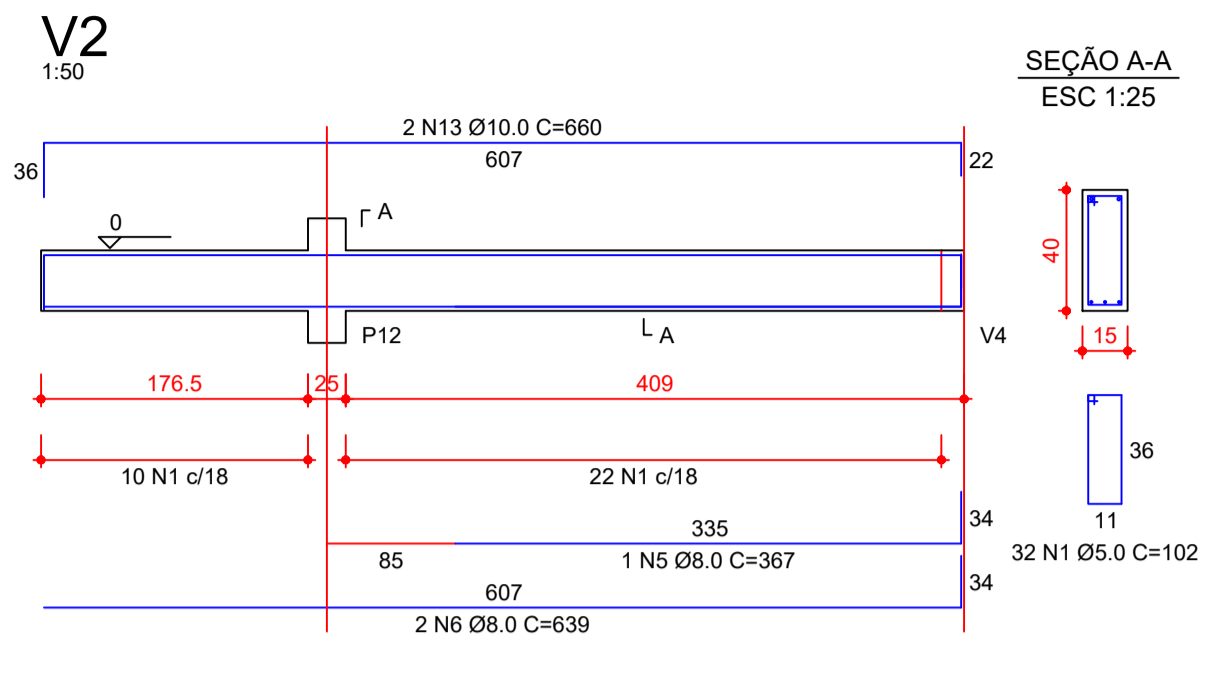 V2
1:50
SEÇÃO A-A
ESC 1:25
2 N13 Ø10.0 C=660
607
36
22
0
A
A
P12
V4
40
15
176.5
25
409
10 N1 c/18
22 N1 c/18
36
11
32 N1 Ø5.0 C=102
335
34
85
1 N5 Ø8.0 C=367
607
34
2 N6 Ø8.0 C=639